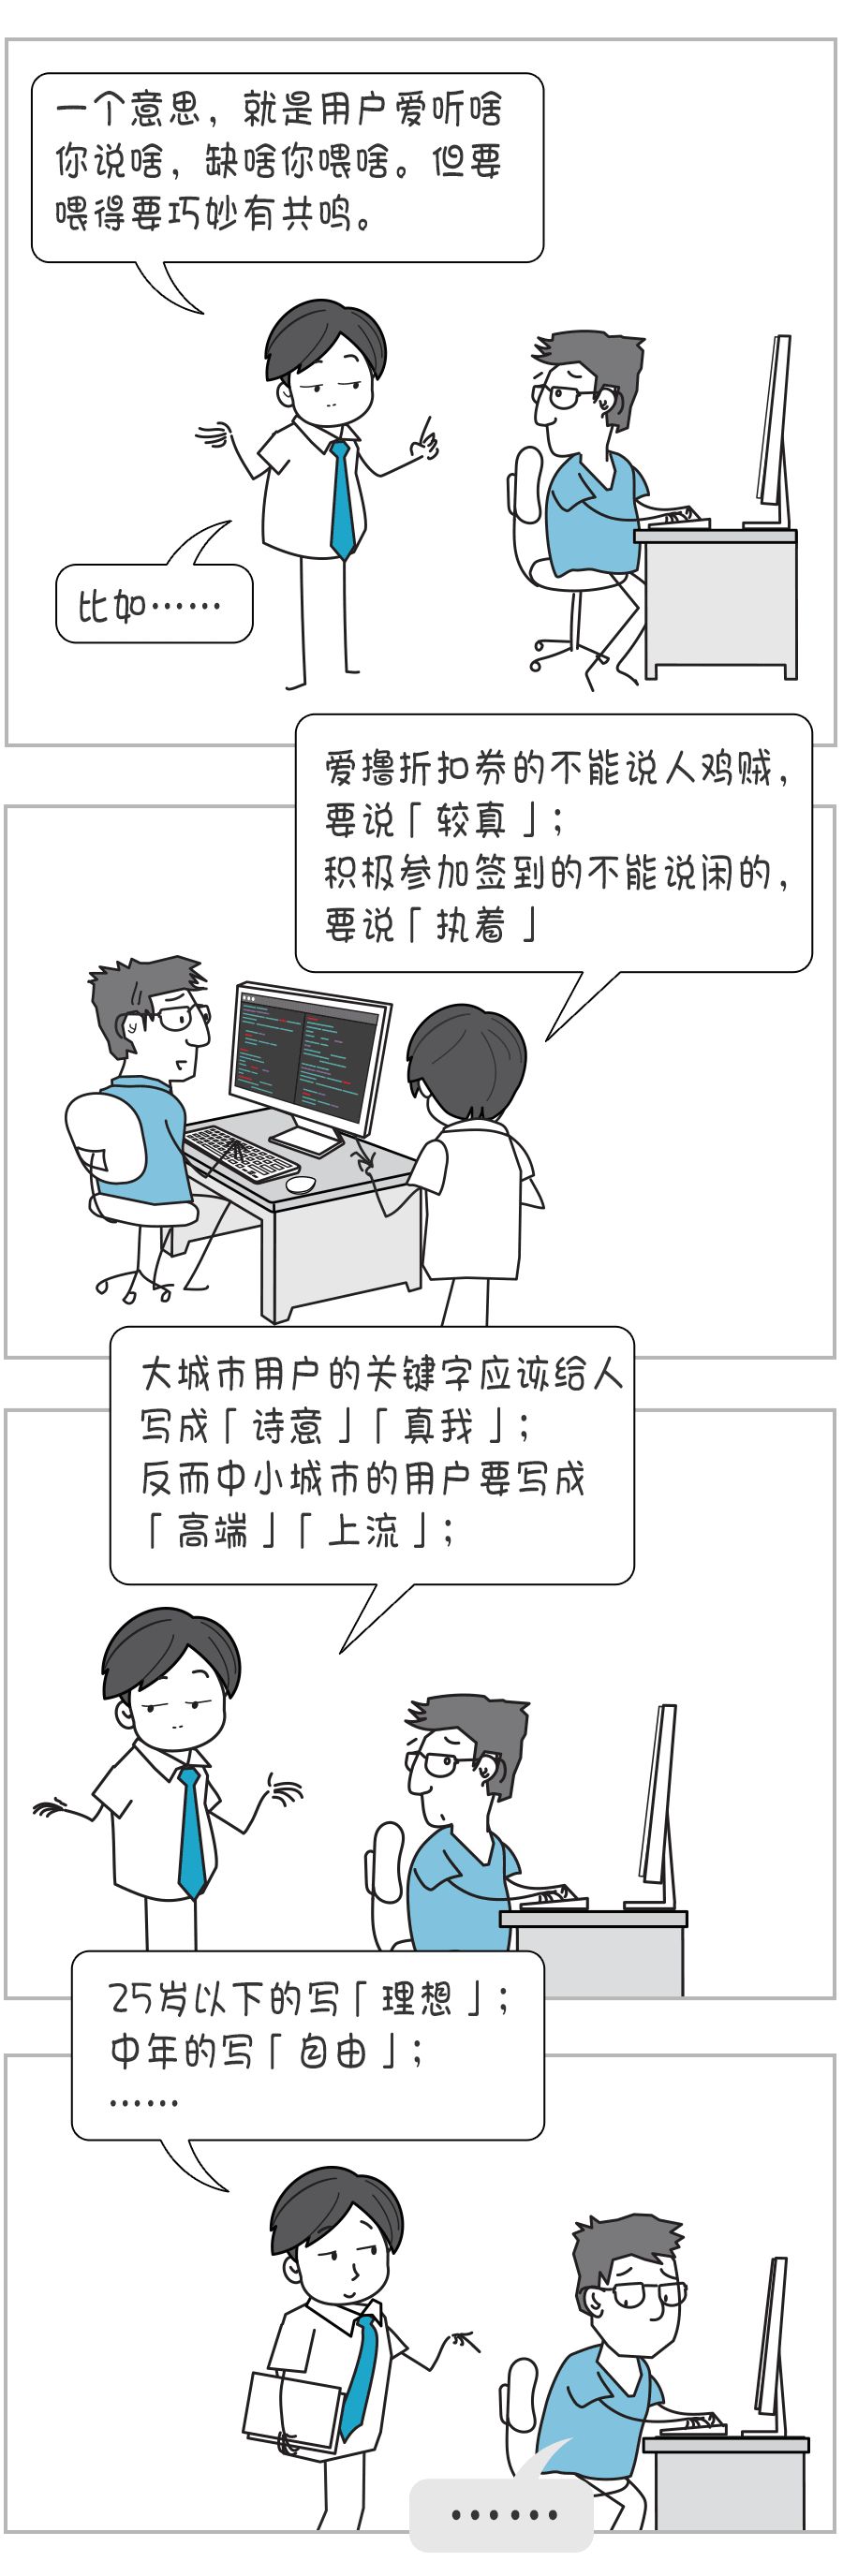 一个意思，就是用户爱听啥
你说啥，缺啥你喂啥。但要
喂得要巧妙有共鸣。
比如……
爱撸折扣券的不能说人鸡贼，
要说「较真」；
积极参加签到的不能说闲的，
要说「执着」
大城市用户的关键字应该给人
写成「诗意」「真我」；
反而中小城市的用户要写成
「高端」「上流」；
25岁以下的写「理想」；
中年的写「自由」；
……
……